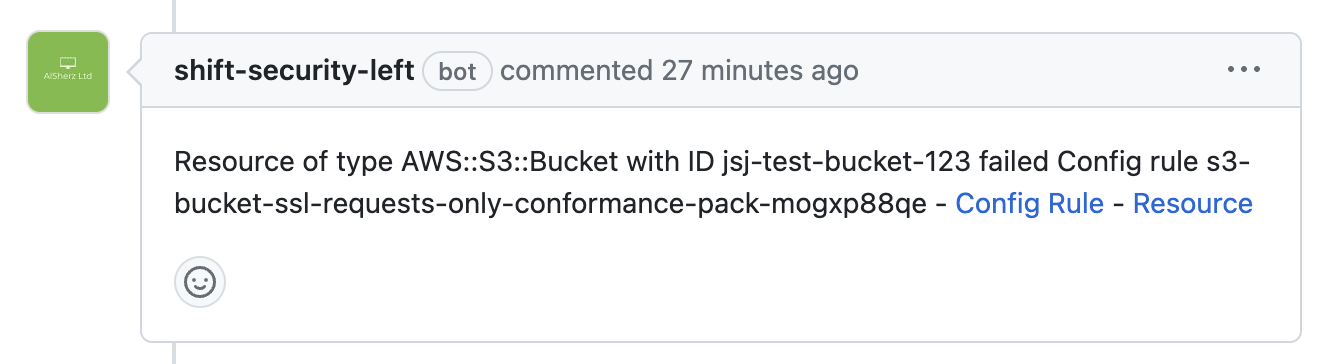 AlSherz Ltd
shift-security-left bot commented 27 minutes ago
Resource of type AWS::S3::Bucket with ID jsj-test-bucket-123 failed Config rule s3-
bucket-ssl-requests-only-conformance-pack-mogxp88qe - Config Rule - Resource